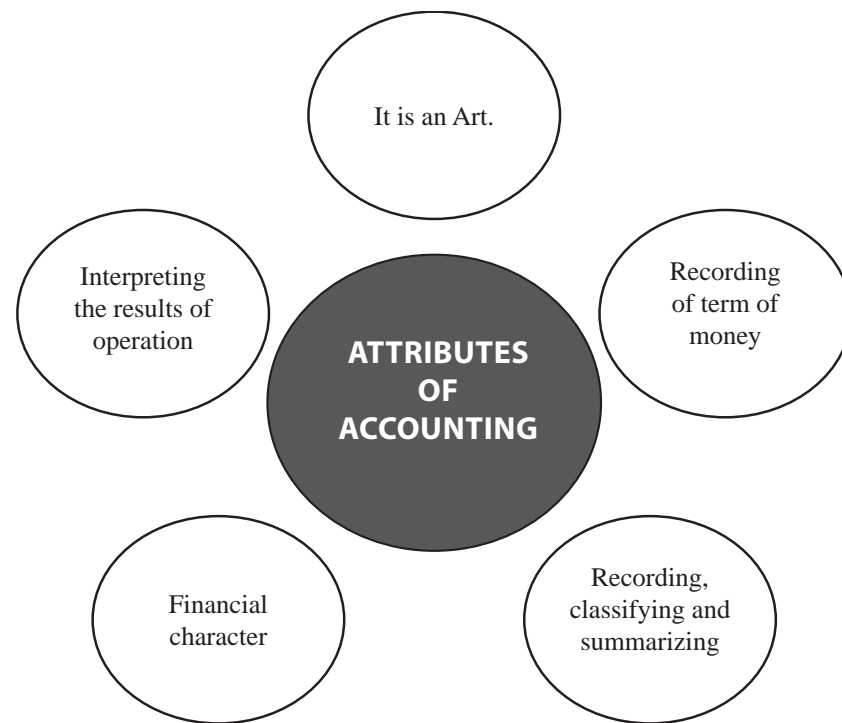 It is an Art.
Interpreting
the results of
operation
Recording
of term of
money
ATTRIBUTES
OF
ACCOUNTING
Financial
character
Recording,
classifying and
summarizing